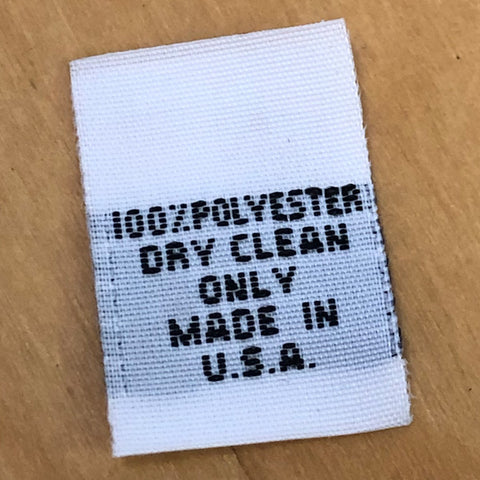 100%POLYESTER
DRY CLEAN
ONLY
MADE IN
U.S.A.